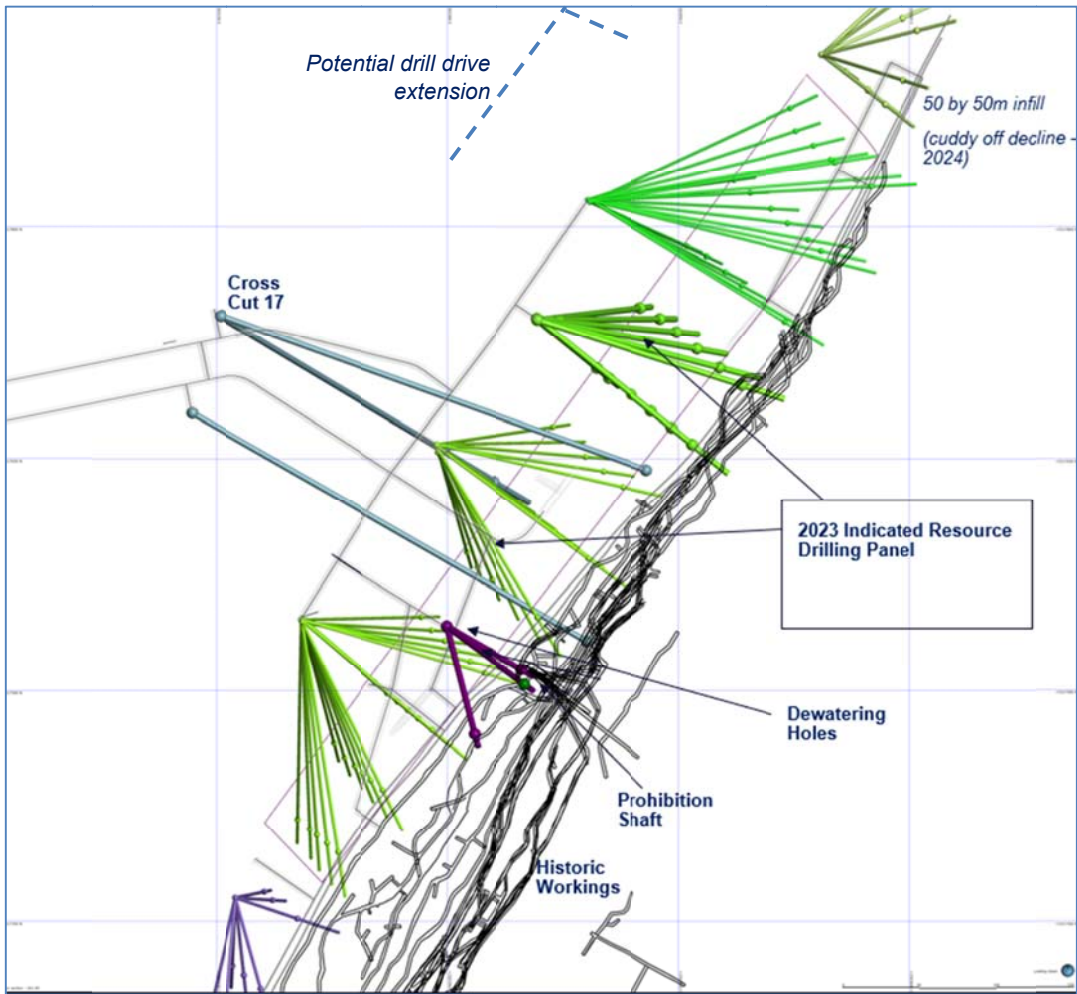 Potential drill drive
extension
50 by 50m infill
(cuddy off decline -
2024)
Cross
Cut 17
2023 Indicated Resource
Drilling Panel
Dewatering
Holes
Prohibition
Shaft
Historic
Workings